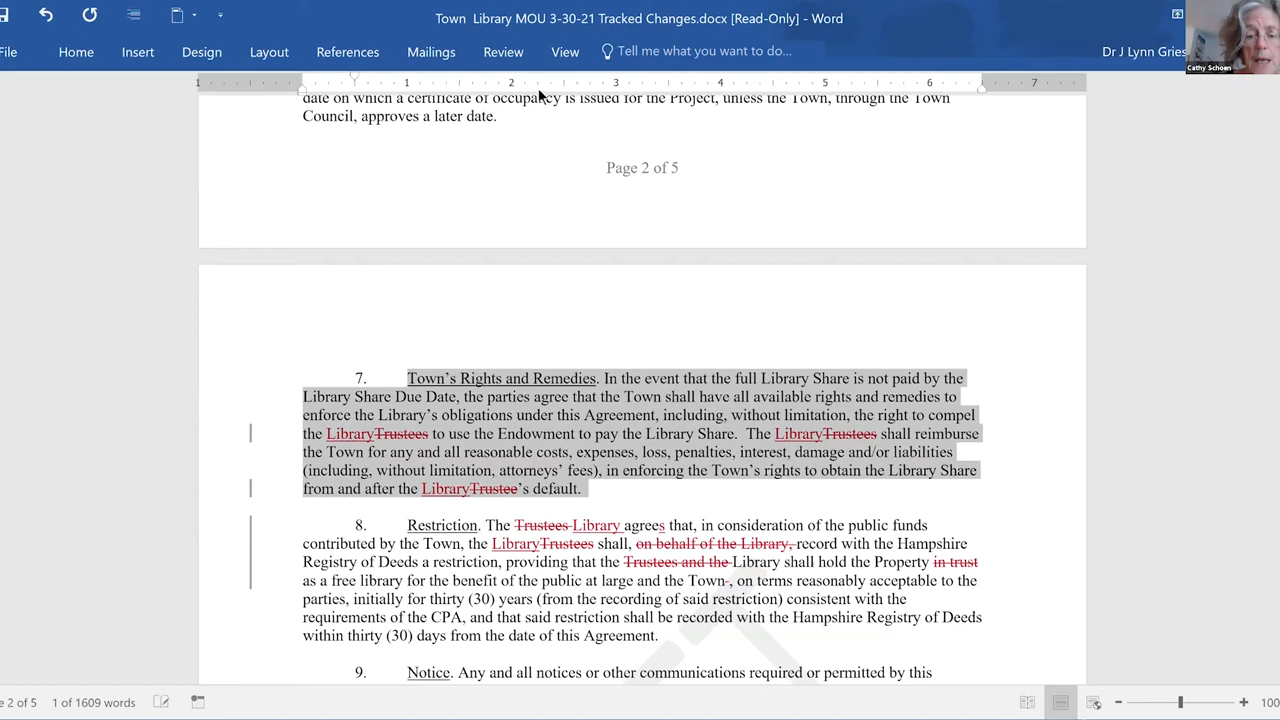 Town Library MOU 3-30-21 Tracked Changes.docx [Read-Only] - Word
File Home Insert Design Layout References Mailings Review View Tell me what you want to do... Dr J Lynn Gries
Cathy Schoen
1 1 2 3 4 5 6 7
date on which a certificate of occupancy is issued for the Project, unless the Town, through the Town
Council, approves a later date.
Page 2 of 5
7. Town’s Rights and Remedies. In the event that the full Library Share is not paid by the
Library Share Due Date, the parties agree that the Town shall have all available rights and remedies to
enforce the Library’s obligations under this Agreement, including, without limitation, the right to compel
the LibraryTrustees to use the Endowment to pay the Library Share. The LibraryTrustees shall reimburse
the Town for any and all reasonable costs, expenses, loss, penalties, interest, damage and/or liabilities
(including, without limitation, attorneys’ fees), in enforcing the Town’s rights to obtain the Library Share
from and after the LibraryTrustee’s default.
8. Restriction. The Trustees Library agrees that, in consideration of the public funds
contributed by the Town, the LibraryTrustees shall, on behalf of the Library, record with the Hampshire
Registry of Deeds a restriction, providing that the Trustees and the Library shall hold the Property in trust
as a free library for the benefit of the public at large and the Town , on terms reasonably acceptable to the
parties, initially for thirty (30) years (from the recording of said restriction) consistent with the
requirements of the CPA, and that said restriction shall be recorded with the Hampshire Registry of Deeds
within thirty (30) days from the date of this Agreement.
9. Notice. Any and all notices or other communications required or permitted by this
e 2 of 5 1 of 1609 words 100